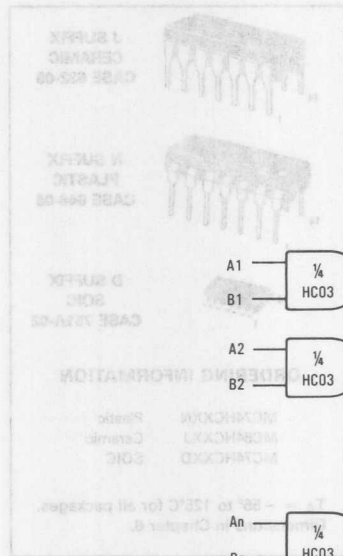 J SUFFIX
CERAMIC
CASE 632-08
N SUFFIX
PLASTIC
CASE 646-06
D SUFFIX
SOIC
CASE 751A-02
A1
B1
¼
HC03
A2
B2
¼
HC03
ORDERING INFORMATION
MC74HCXXN Plastic
MC54HCXXJ Ceramic
MC74HCXXD SOIC
TA = −55° to 125°C for all packages.
Dimensions in Chapter 6.
An
¼
HC03